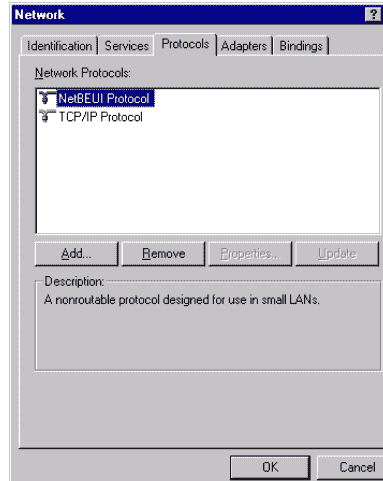 Network ?
Identification Services Protocols Adapters Bindings
Network Protocols:
NetBEUI Protocol
TCP/IP Protocol
Add... Remove Properties... Update
Description:
A nonroutable protocol designed for use in small LANs.
OK Cancel